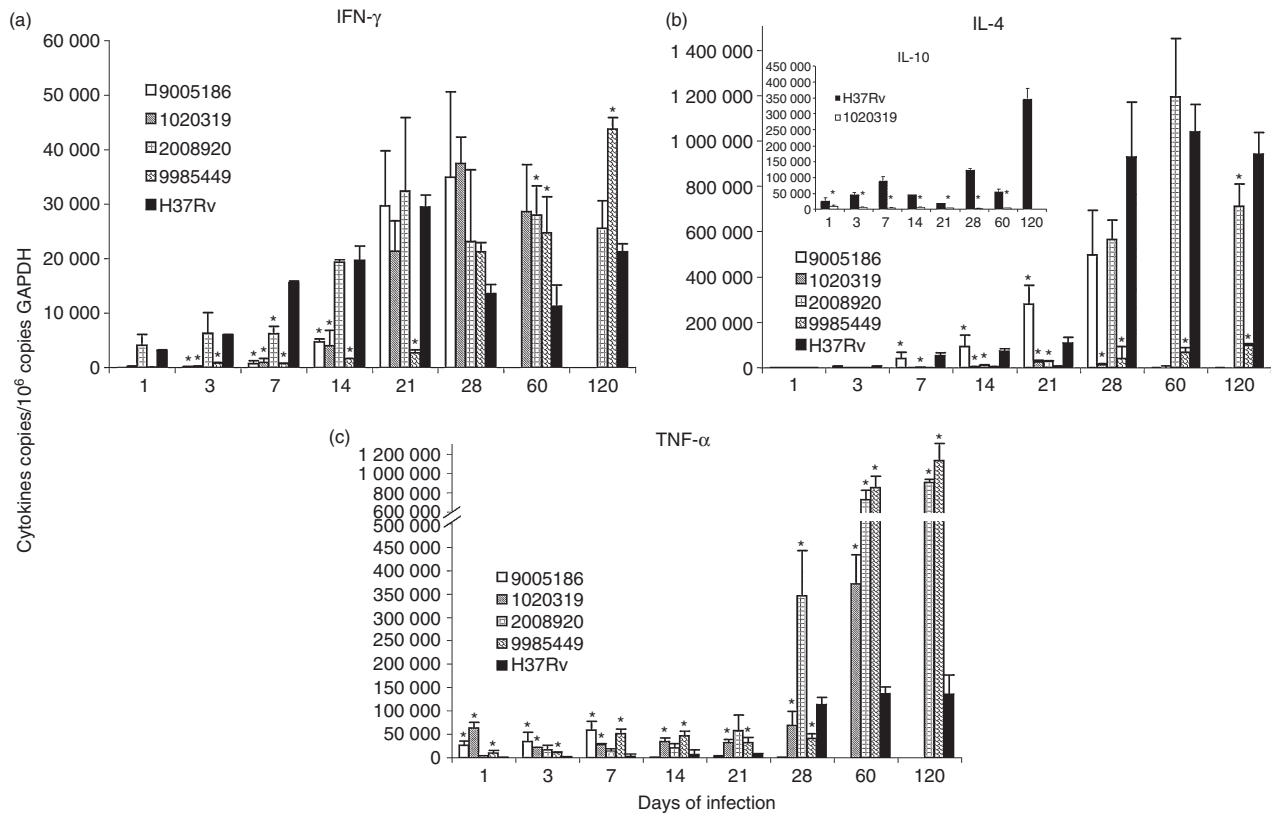 (a)
IFN-γ
60 000
50 000
40 000
30 000
20 000
10 000
0
9005186
1020319
2008920
9985449
H37Rv
* * * * * * * * * * * * * *
1 3 7 14 21 28 60 120
Cytokines copies/10⁶ copies GAPDH
(b)
IL-4
1 400 000
1 200 000
1 000 000
800 000
600 000
400 000
200 000
0
IL-10
450 000
400 000
350 000
300 000
250 000
200 000
150 000
100 000
50 000
0
H37Rv
1020319
* * * * * * *
1 3 7 14 21 28 60 120
9005186
1020319
2008920
9985449
H37Rv
* * * * * * * * * * * * *
1 3 7 14 21 28 60 120
(c)
TNF-α
1 200 000
1 000 000
800 000
600 000
500 000
450 000
400 000
350 000
300 000
250 000
200 000
150 000
100 000
50 000
0
9005186
1020319
2008920
9985449
H37Rv
* * * * * * * * * * * * * * * * * * * * *
1 3 7 14 21 28 60 120
Days of infection